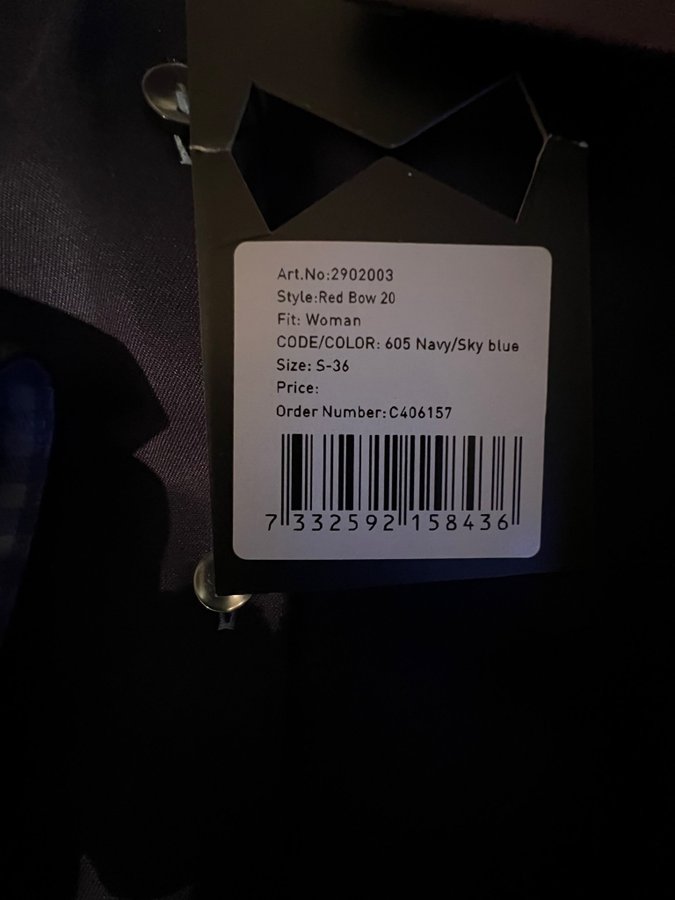 Art.No:2902003
Style:Red Bow 20
Fit: Woman
CODE/COLOR: 605 Navy/Sky blue
Size: S-36
Price:
Order Number:C406157
7 332592 158436